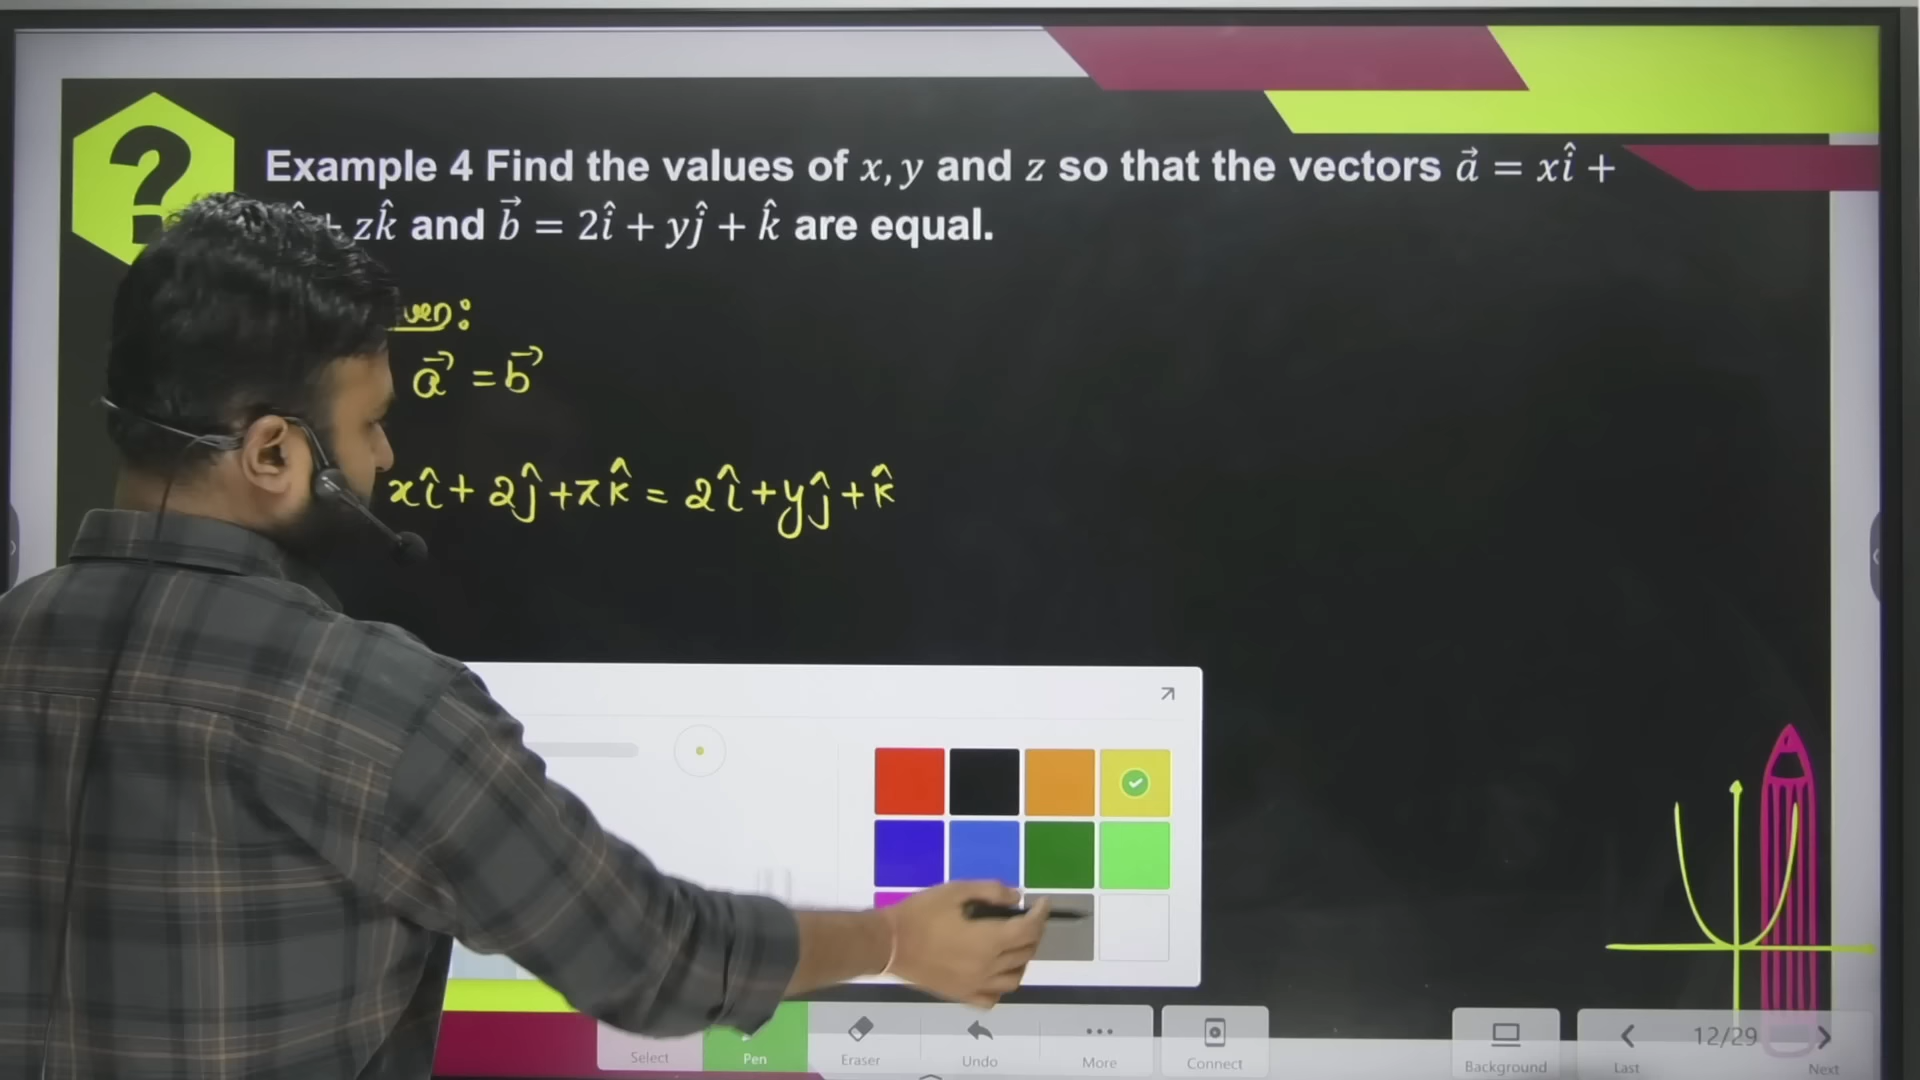 ?
Example 4 Find the values of x, y and z so that the vectors a⃗ = xî +
+ zk̂ and b⃗ = 2î + yĵ + k̂ are equal.
ven:
a⃗ = b⃗
xî + 2ĵ + zk̂ = 2î + yĵ + k̂
Select
Pen
Eraser
Undo
More
Connect
Background
Last
12/29
Next